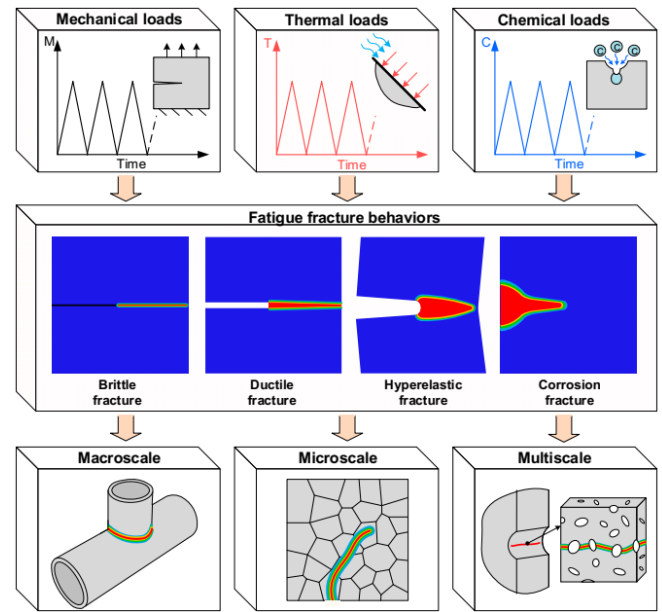 Mechanical loads
M
Time
Thermal loads
T
Time
Chemical loads
C
C
C
C
Time
Fatigue fracture behaviors
Brittle
fracture
Ductile
fracture
Hyperelastic
fracture
Corrosion
fracture
Macroscale
Microscale
Multiscale